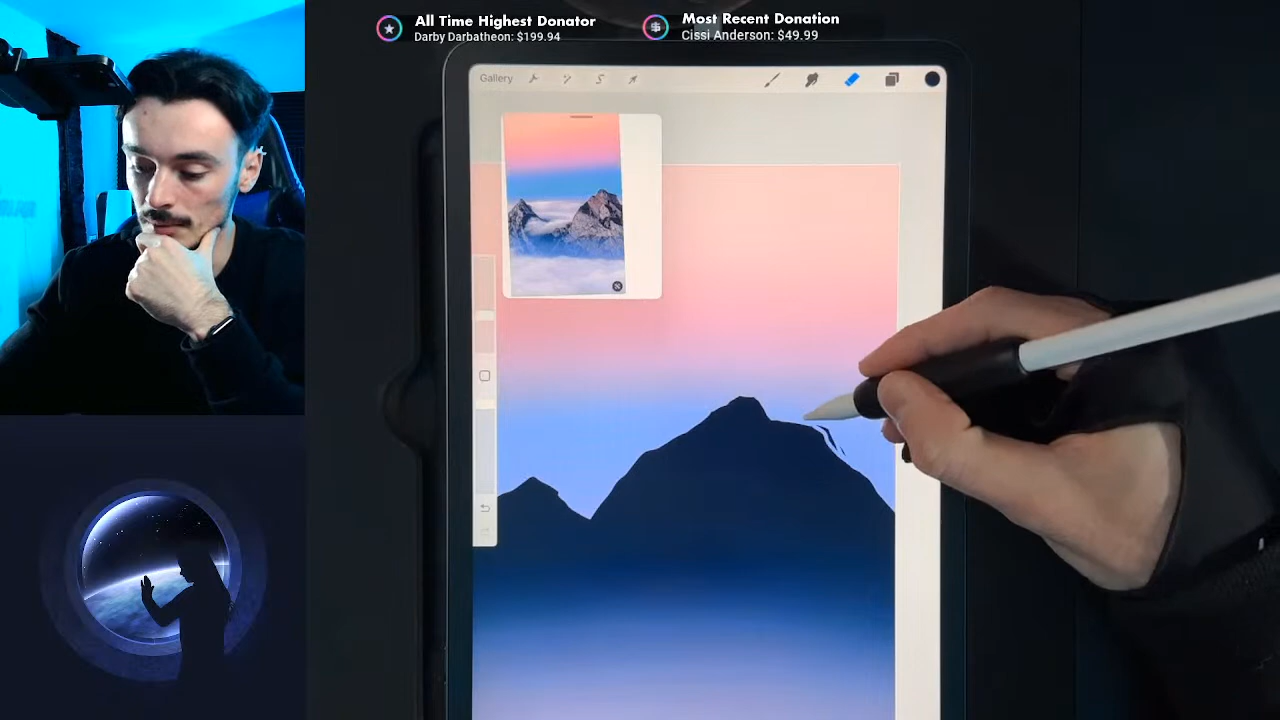 All Time Highest Donator
Darby Darbatheon: $199.94
Most Recent Donation
Cissi Anderson: $49.99
Gallery